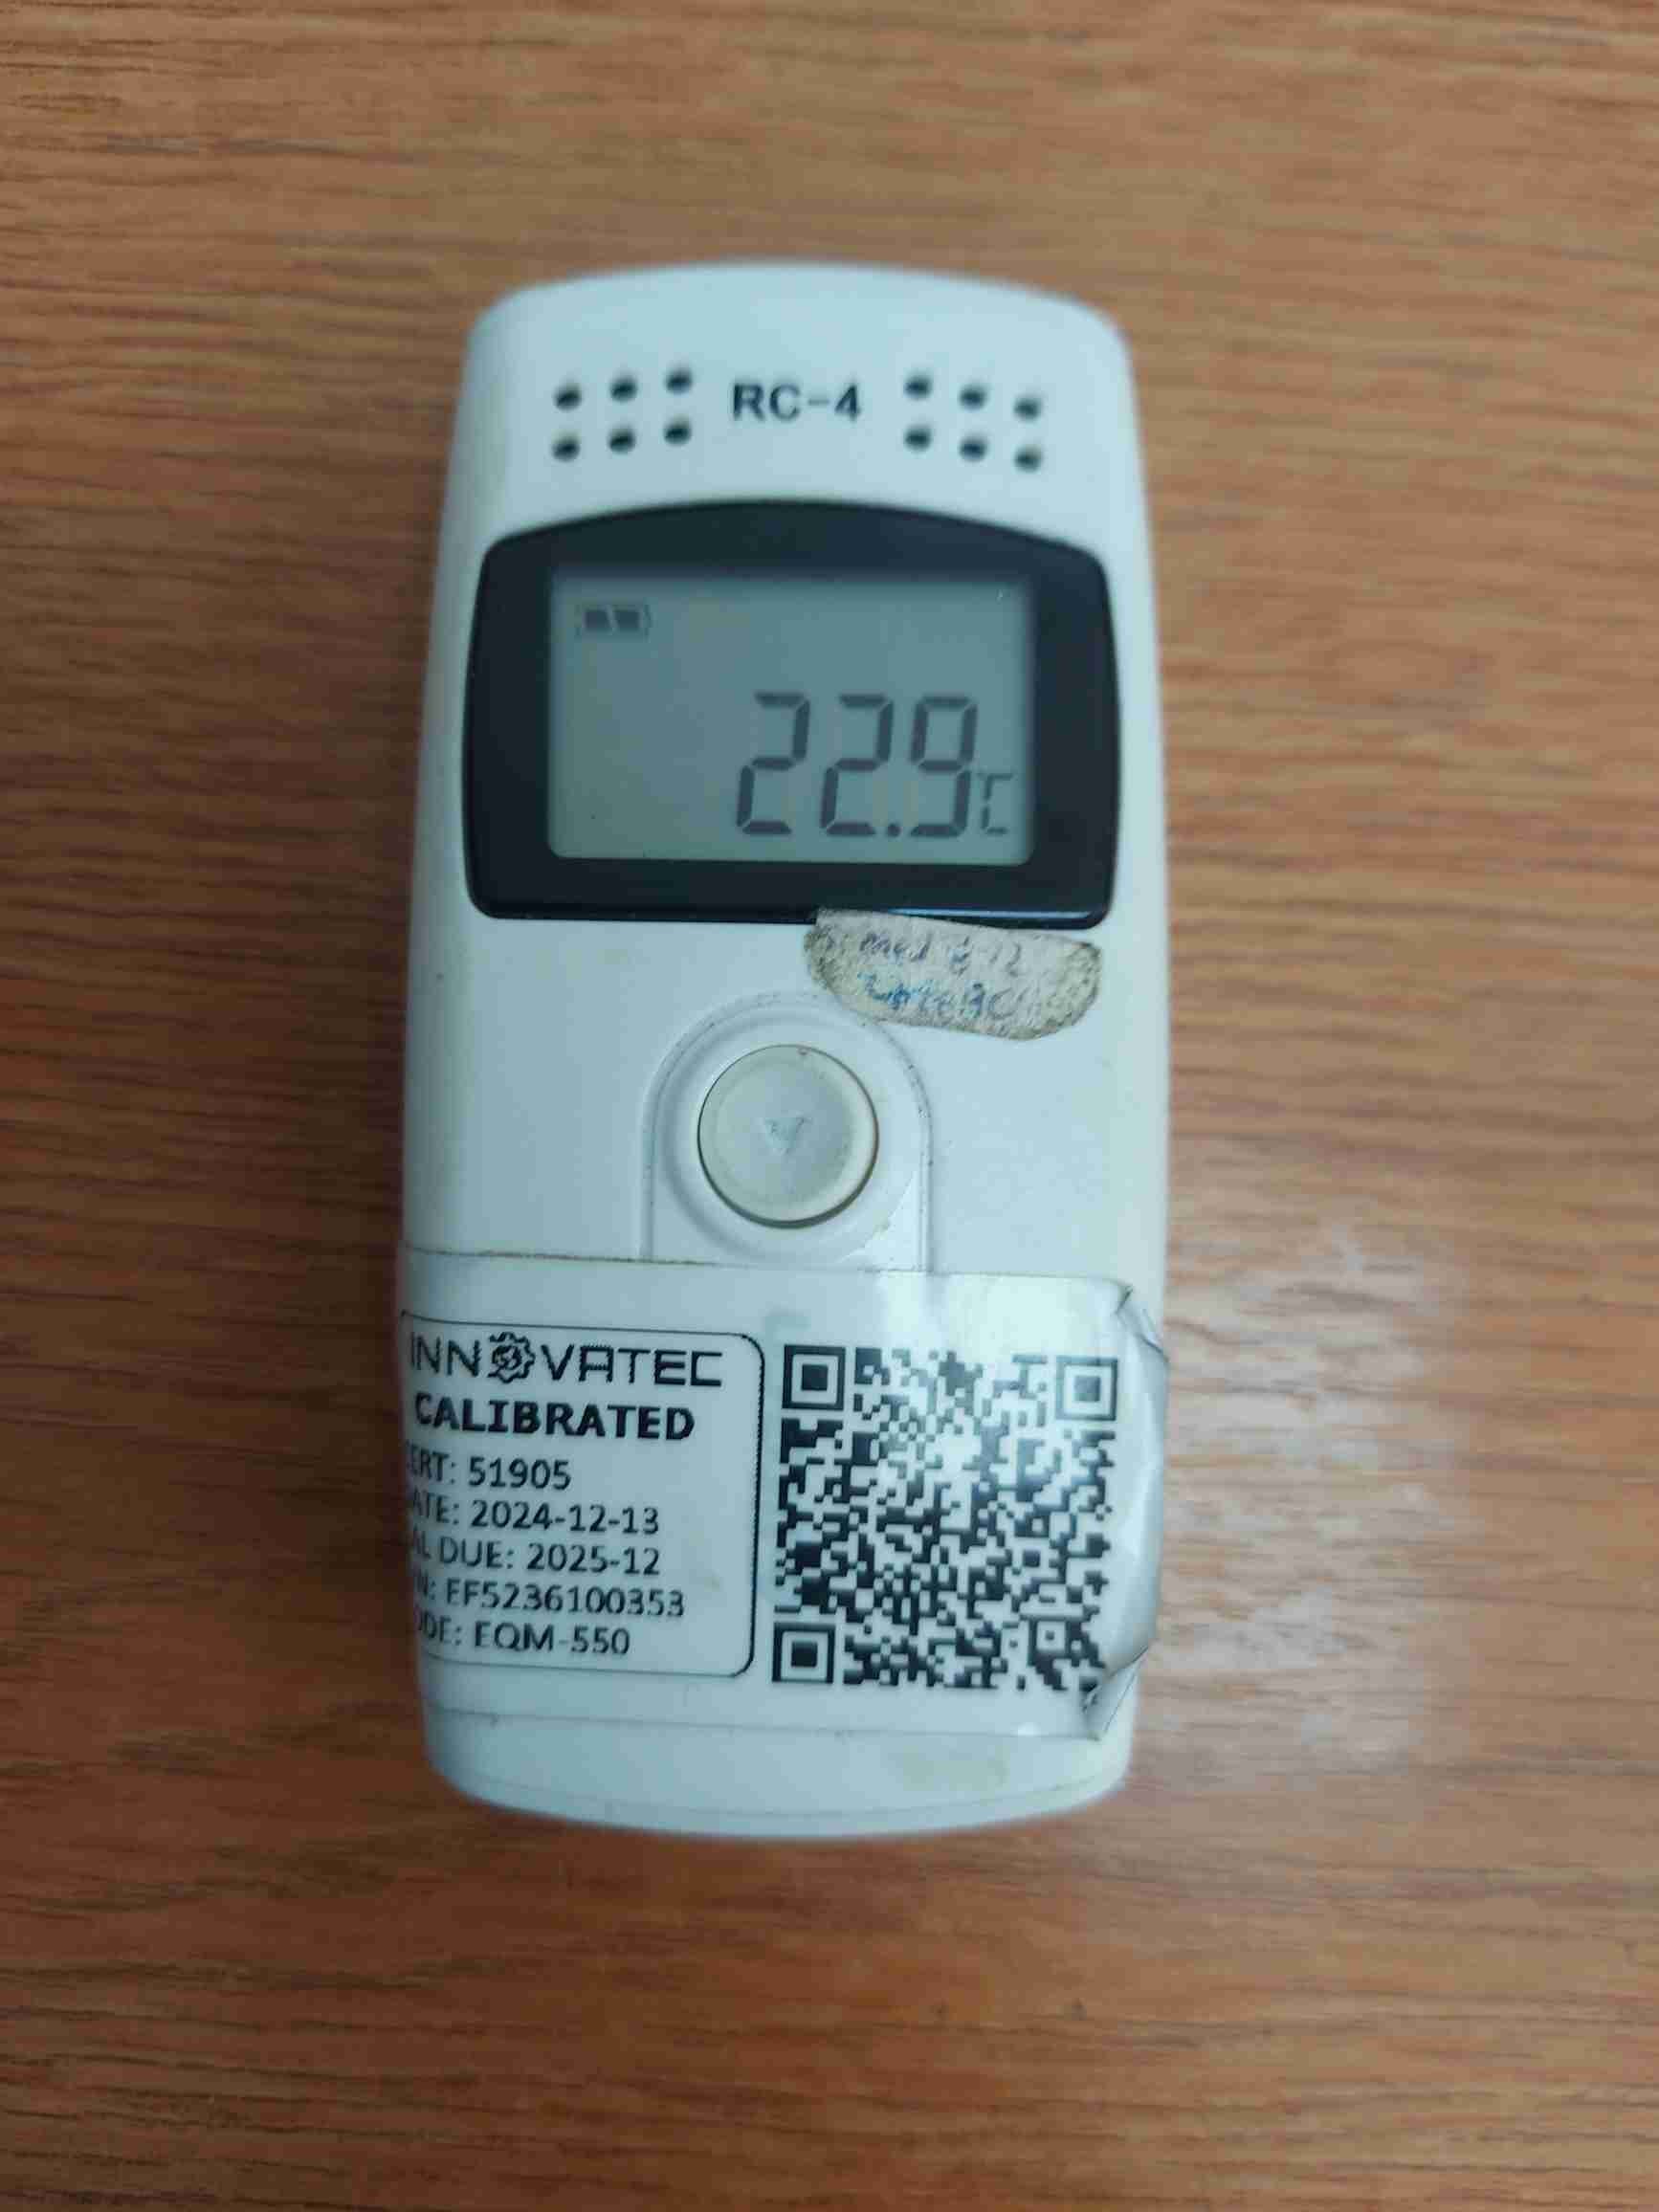 RC-4
22.9℃
INNOVATEC
CALIBRATED
ERT: 51905
ATE: 2024-12-13
AL DUE: 2025-12
N: EF5236100353
ODE: EQM-550